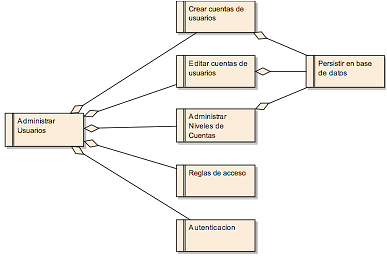 Crear cuentas de
usuarios
Editar cuentas de
usuarios
Persistir en base
de datos
Administrar
Usuarios
Administrar
Niveles de
Cuentas
Reglas de acceso
Autenticacion